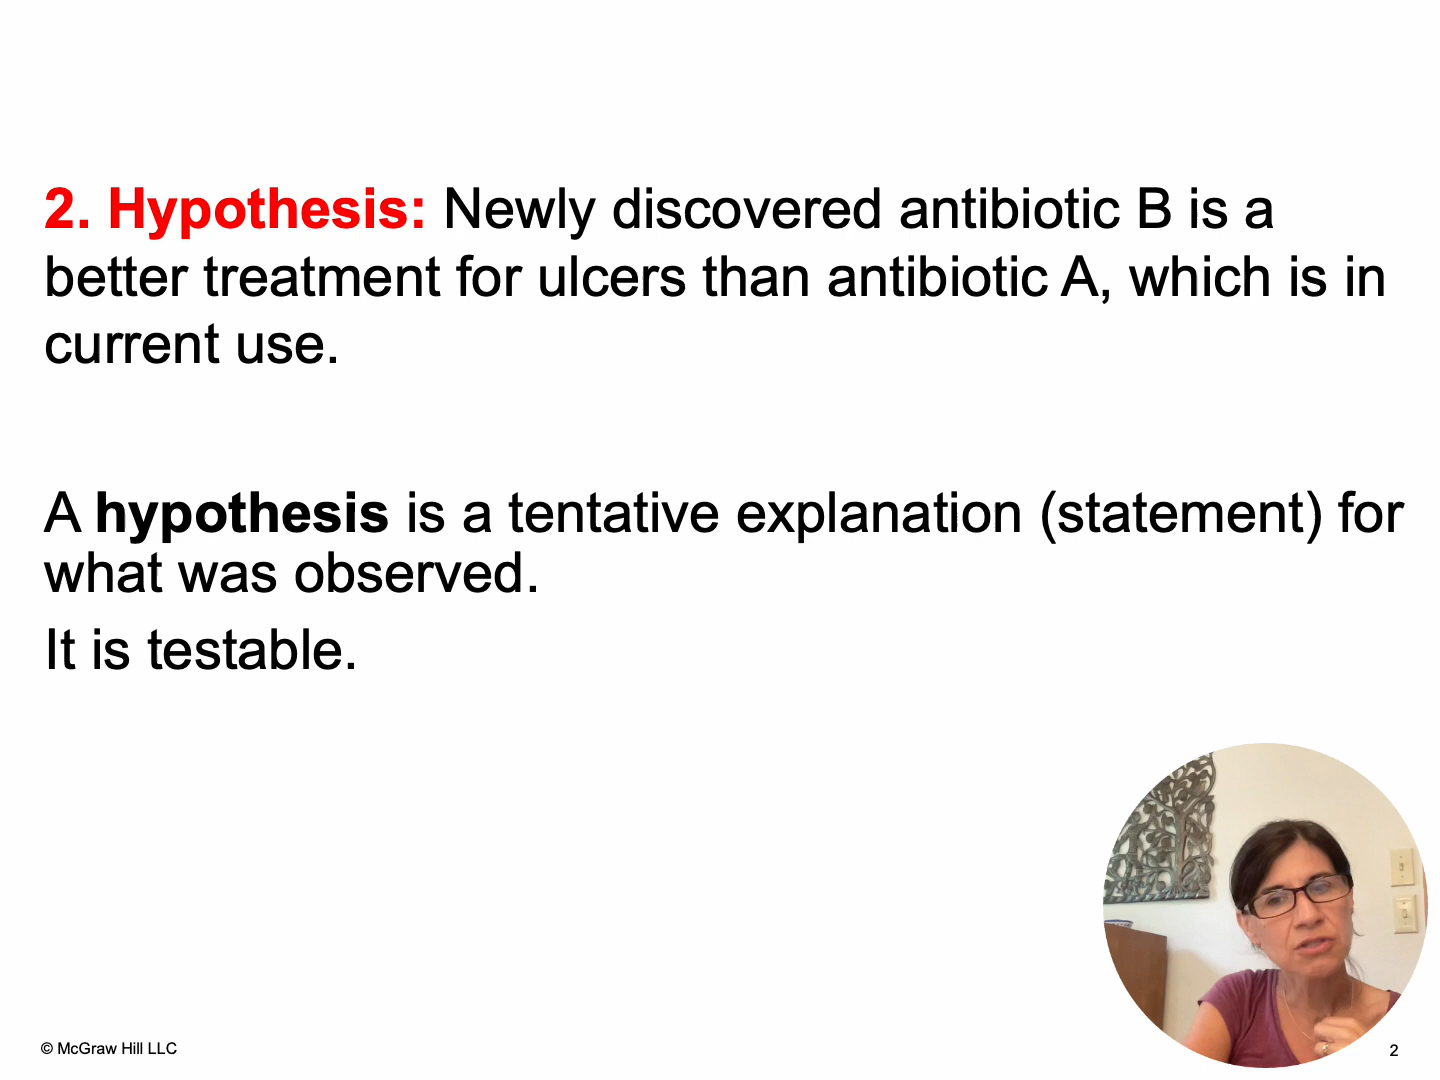 2. Hypothesis: Newly discovered antibiotic B is a
better treatment for ulcers than antibiotic A, which is in
current use.
A hypothesis is a tentative explanation (statement) for
what was observed.
It is testable.
© McGraw Hill LLC
2